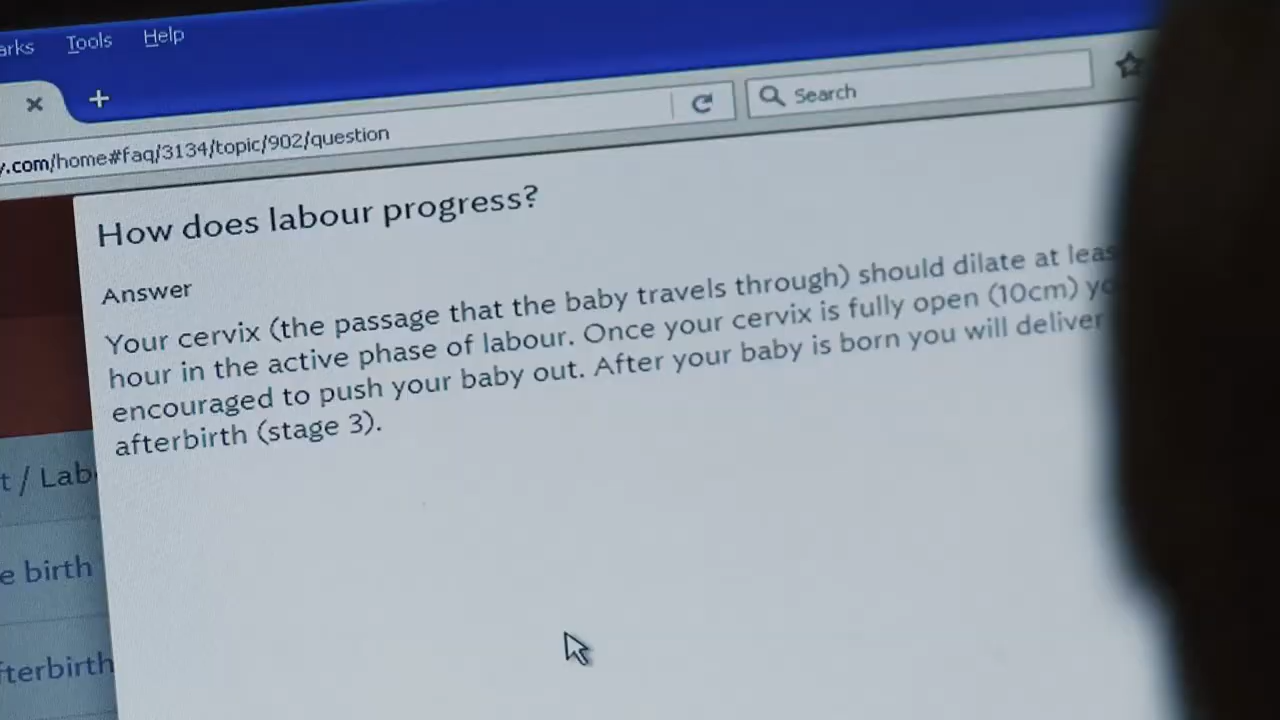 Tools Help
Search
.com/home#faq/3134/topic/902/question
How does labour progress?
Answer
Your cervix (the passage that the baby travels through) should dilate at
hour in the active phase of labour. Once your cervix is fully open (10cm)
encouraged to push your baby out. After your baby is born you will deliver
afterbirth (stage 3).
t / Lab
e birth
fterbirth